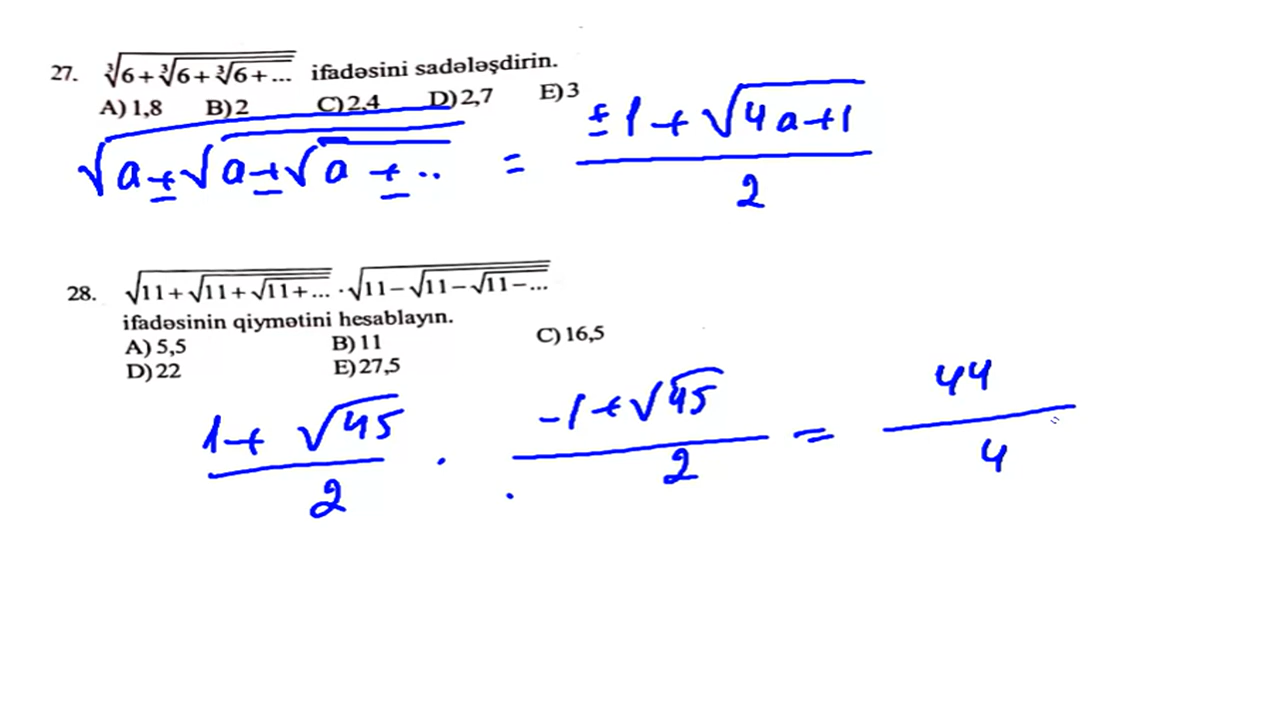 27. ∛(6+∛(6+∛(6+...))) ifadəsini sadələşdirin.
A) 1,8 B) 2 C) 2,4 D) 2,7 E) 3
√(a±√(a±√(a±..))) = (±1+√(4a+1))/2
28. √(11+√(11+√(11+...))) · √(11−√(11−√(11−...)))
ifadəsinin qiymətini hesablayın.
A) 5,5 B) 11 C) 16,5
D) 22 E) 27,5
(1+√45)/2 · (-1+√45)/2 = 44/4 =